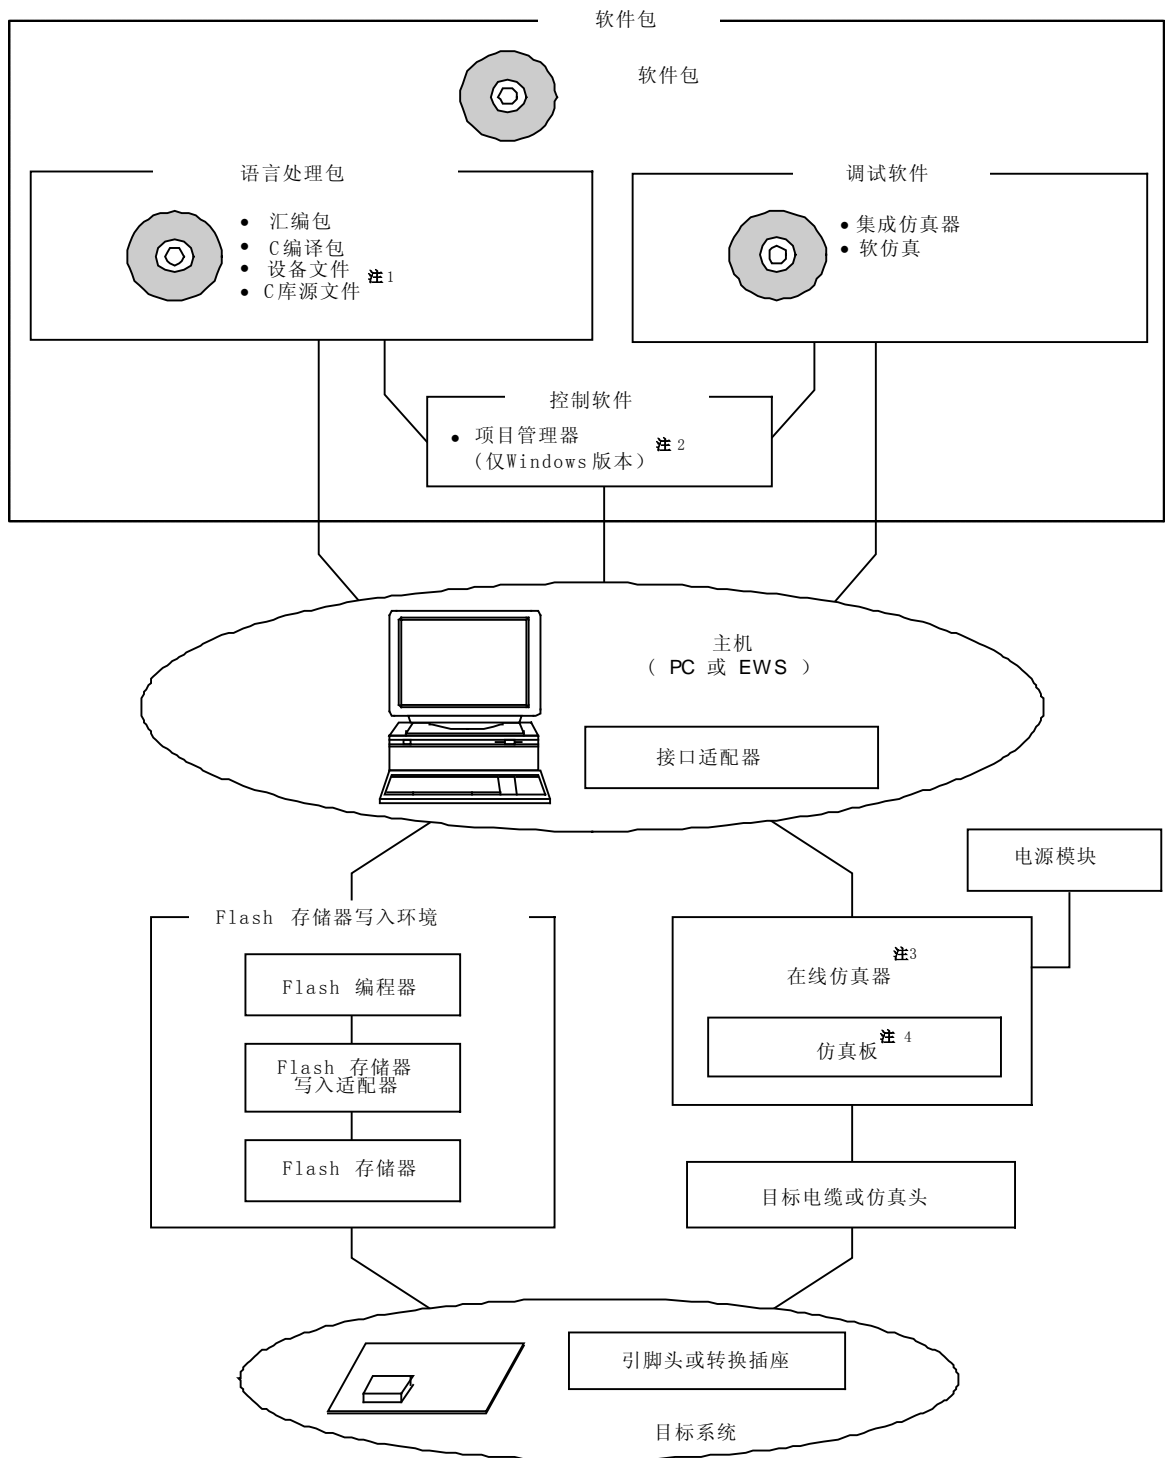 软件包
软件包
语言处理包
• 汇编包
• C编译包
• 设备文件 注1
• C库源文件
调试软件
• 集成仿真器
• 软仿真
控制软件
• 项目管理器 注 2
(仅Windows版本)
主机
( PC 或 EWS )
接口适配器
电源模块
Flash 存储器写入环境
Flash 编程器
Flash 存储器
写入适配器
Flash 存储器
注3
在线仿真器
注 4
仿真板
目标电缆或仿真头
引脚头或转换插座
目标系统